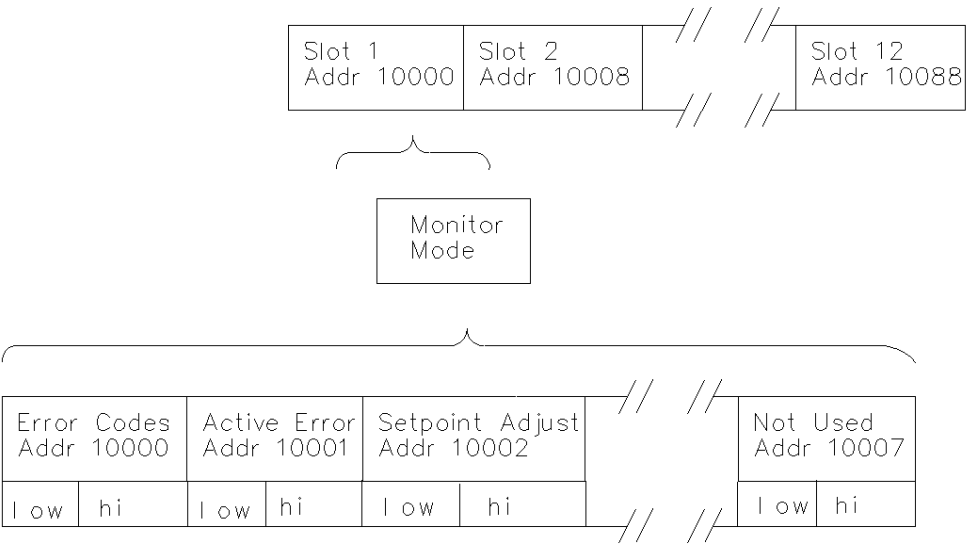 Slot 1
Addr 10000
Slot 2
Addr 10008
Slot 12
Addr 10088
Monitor
Mode
Error Codes
Addr 10000
Active Error
Addr 10001
Setpoint Adjust
Addr 10002
Not Used
Addr 10007
low hi low hi low hi low hi